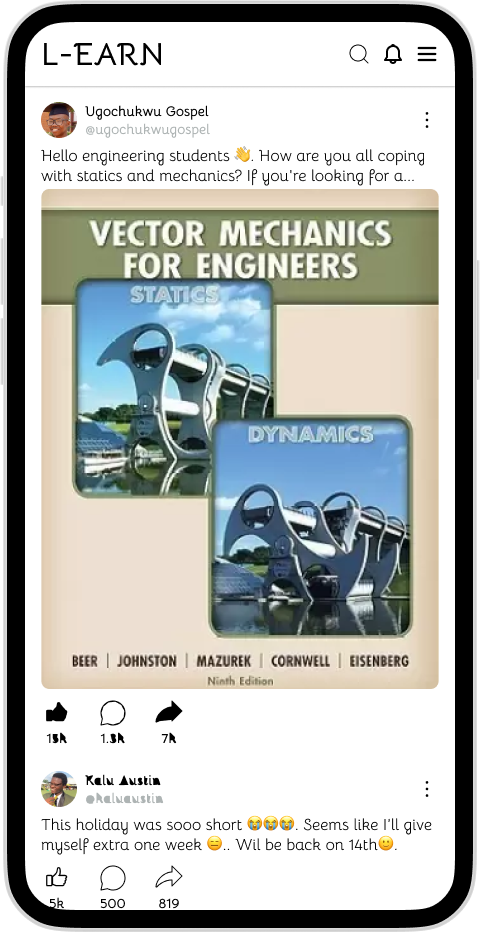 L-EARN
Ugochukwu Gospel
@ugochukwugospel
Hello engineering students 👋. How are you all coping
with statics and mechanics? If you're looking for a...
VECTOR MECHANICS
FOR ENGINEERS
STATICS
DYNAMICS
BEER | JOHNSTON | MAZUREK | CORNWELL | EISENBERG
Ninth Edition
15k 1.5k 7k
Kalu Austin
@kaluaustin
This holiday was sooo short 😭😭😭. Seems like I'll give
myself extra one week 😑.. Wil be back on 14th🙂.
5k 500 819